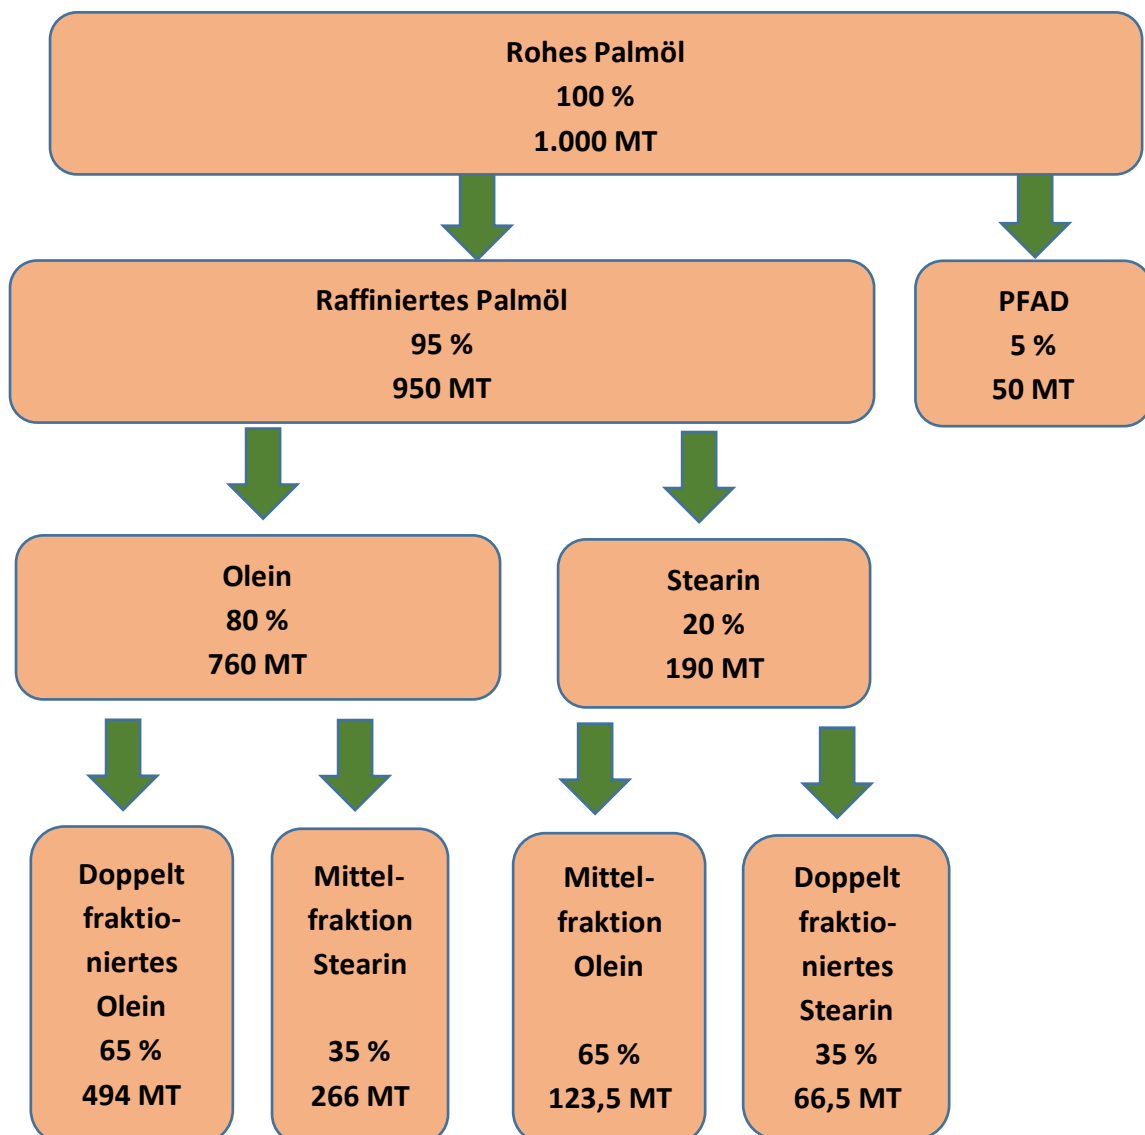 Rohes Palmöl
100 %
1.000 MT
Raffiniertes Palmöl
95 %
950 MT
PFAD
5 %
50 MT
Olein
80 %
760 MT
Stearin
20 %
190 MT
Doppelt
fraktio-
niertes
Olein
65 %
494 MT
Mittel-
fraktion
Stearin
35 %
266 MT
Mittel-
fraktion
Olein
65 %
123,5 MT
Doppelt
fraktio-
niertes
Stearin
35 %
66,5 MT